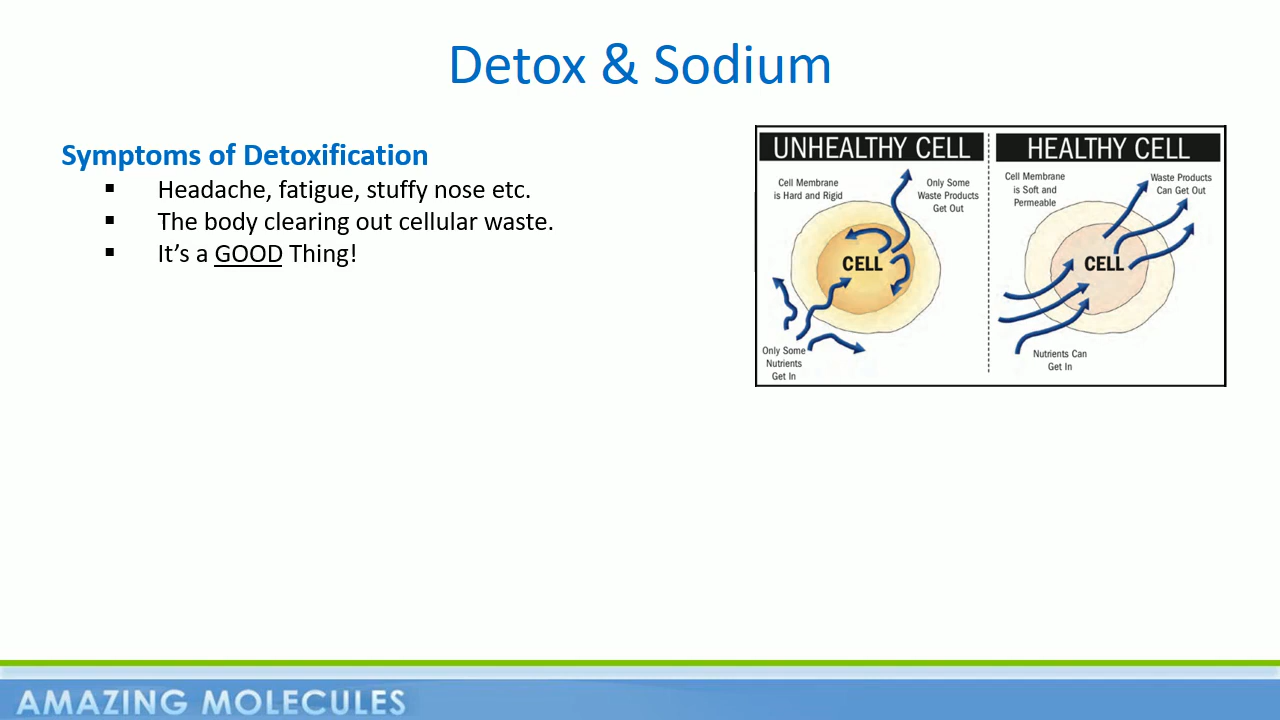 Detox & Sodium
Symptoms of Detoxification
▪ Headache, fatigue, stuffy nose etc.
▪ The body clearing out cellular waste.
▪ It's a GOOD Thing!
UNHEALTHY CELL
Cell Membrane
is Hard and Rigid
Only Some
Waste Products
Get Out
CELL
Only Some
Nutrients
Get In
HEALTHY CELL
Cell Membrane
is Soft and
Permeable
Waste Products
Can Get Out
CELL
Nutrients Can
Get In
AMAZING MOLECULES